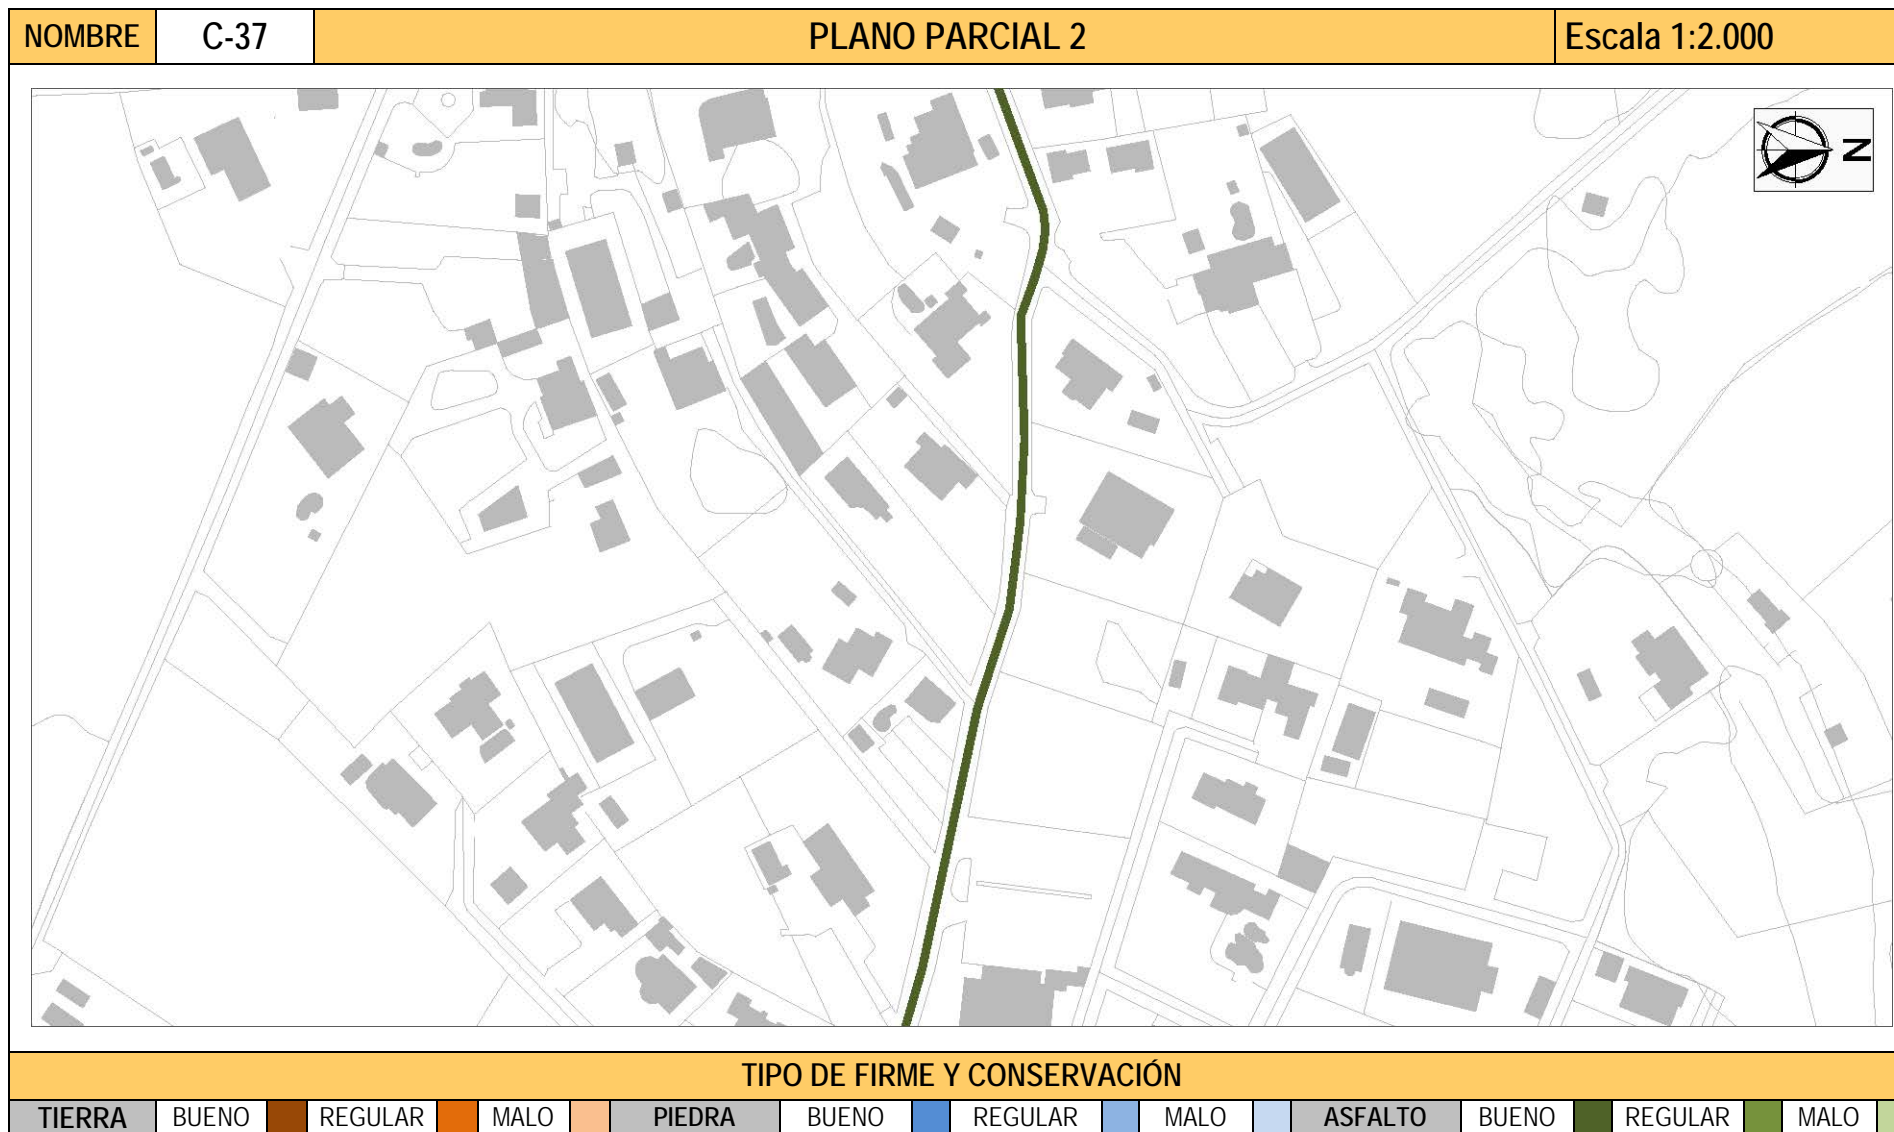 NOMBRE C-37 PLANO PARCIAL 2 Escala 1:2.000
N
TIPO DE FIRME Y CONSERVACIÓN
TIERRA BUENO REGULAR MALO PIEDRA BUENO REGULAR MALO ASFALTO BUENO REGULAR MALO